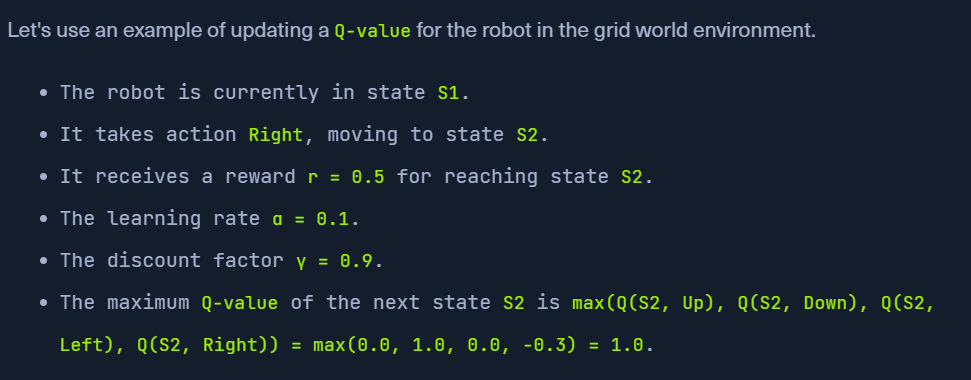 Let's use an example of updating a Q-value for the robot in the grid world environment.
• The robot is currently in state S1.
• It takes action Right, moving to state S2.
• It receives a reward r = 0.5 for reaching state S2.
• The learning rate α = 0.1.
• The discount factor γ = 0.9.
• The maximum Q-value of the next state S2 is max(Q(S2, Up), Q(S2, Down), Q(S2,
Left), Q(S2, Right)) = max(0.0, 1.0, 0.0, -0.3) = 1.0.